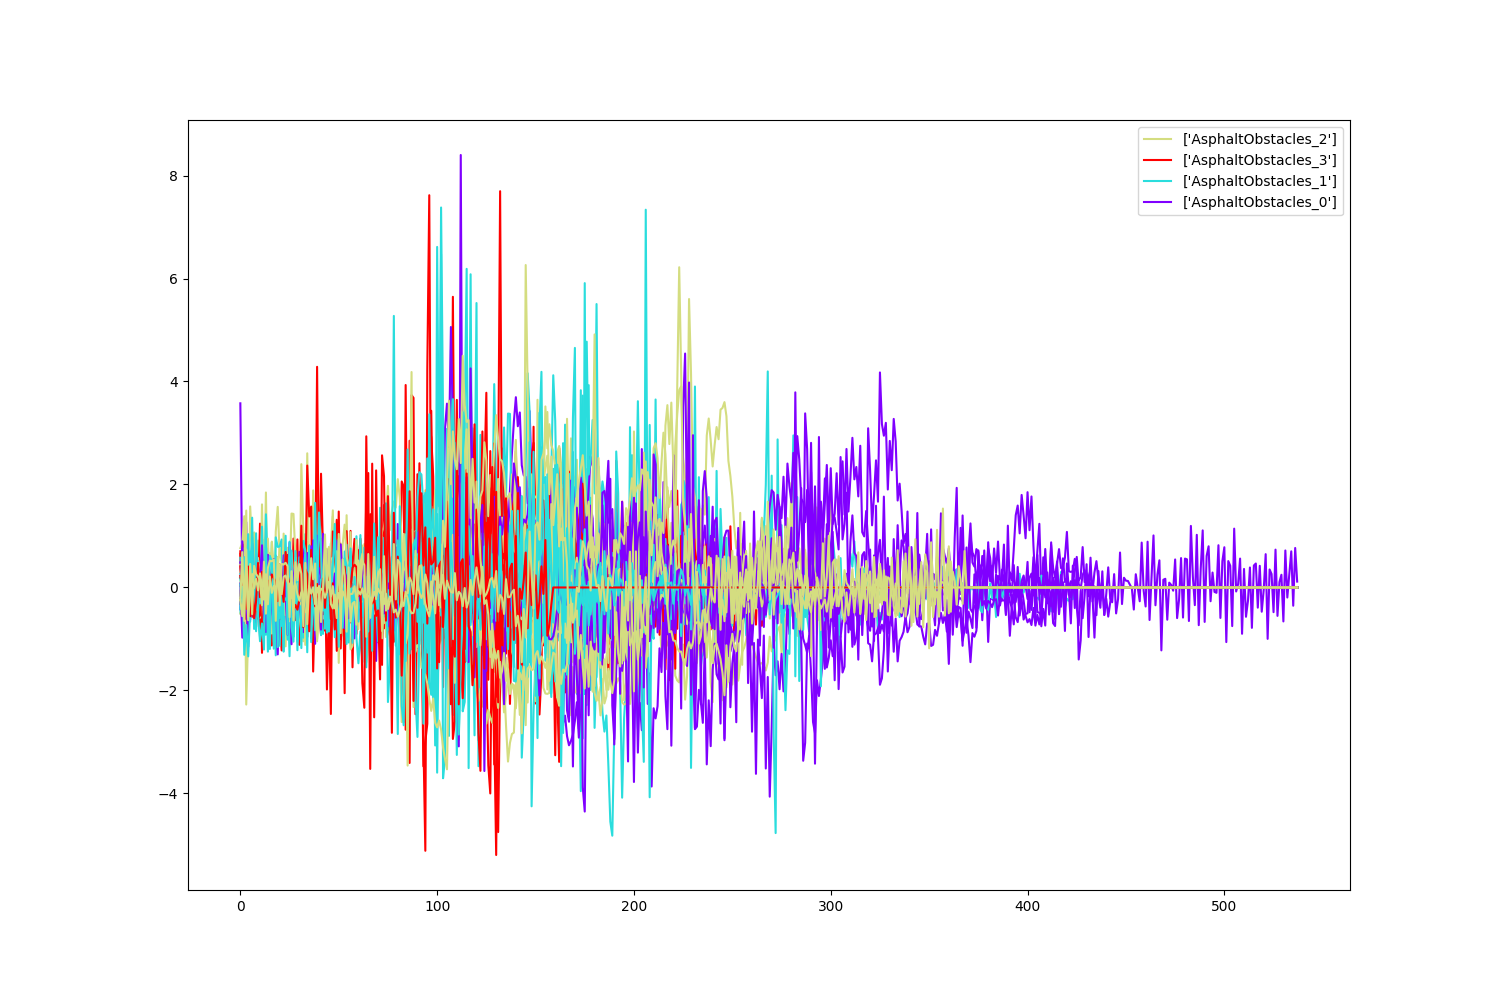 ['AsphaltObstacles_2']
['AsphaltObstacles_3']
['AsphaltObstacles_1']
['AsphaltObstacles_0']
8
6
4
2
0
−2
−4
0 100 200 300 400 500